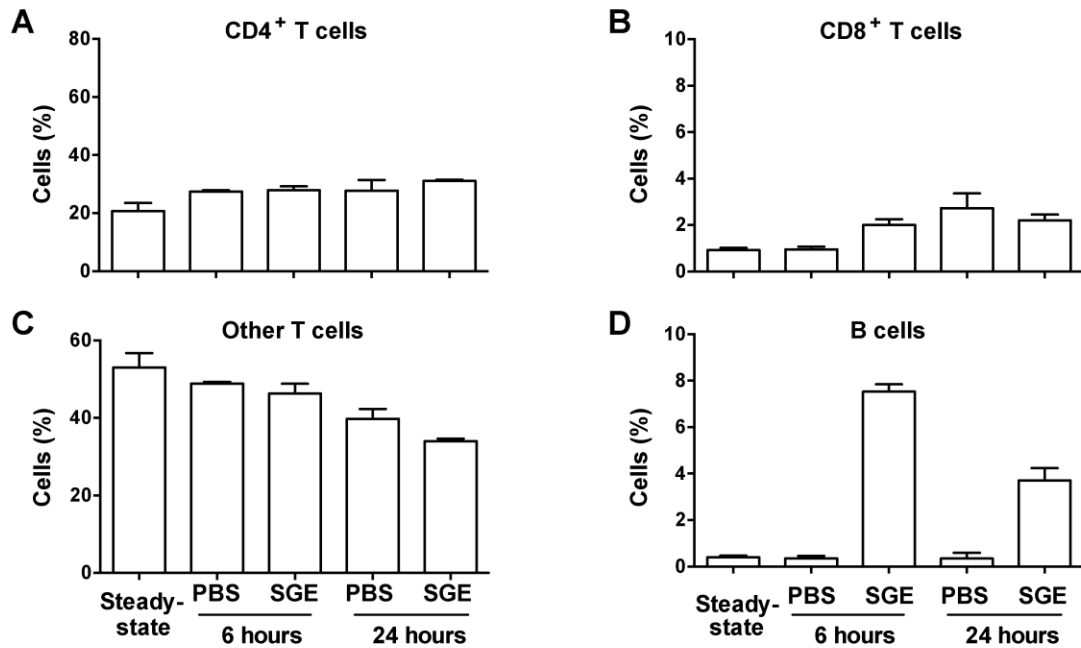 A
CD4+ T cells
Cells (%)
80
60
40
20
0
B
CD8+ T cells
Cells (%)
10
8
6
4
2
0
C
Other T cells
Cells (%)
60
40
20
0
Steady-
state
PBS SGE PBS SGE
6 hours 24 hours
D
B cells
Cells (%)
10
8
6
4
2
0
Steady-
state
PBS SGE PBS SGE
6 hours 24 hours